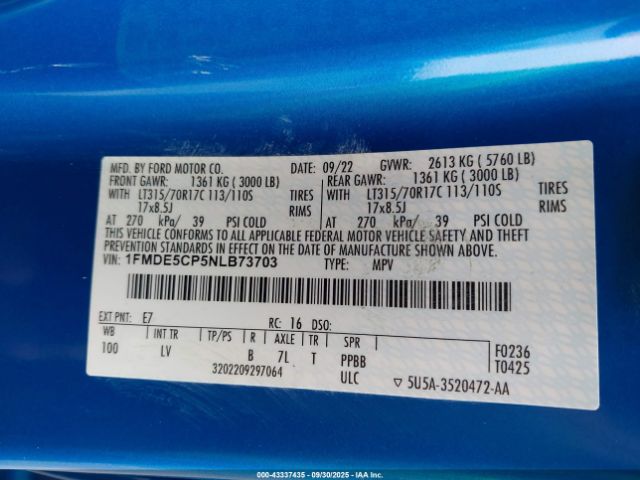 MFD. BY FORD MOTOR CO. DATE: 09/22 GVWR: 2613 KG ( 5760 LB)
FRONT GAWR: 1361 KG ( 3000 LB) REAR GAWR: 1361 KG ( 3000 LB)
WITH LT315/70R17C 113/110S TIRES WITH LT315/70R17C 113/110S TIRES
17x8.5J RIMS 17x8.5J RIMS
AT 270 kPa/ 39 PSI COLD AT 270 kPa/ 39 PSI COLD
THIS VEHICLE CONFORMS TO ALL APPLICABLE FEDERAL MOTOR VEHICLE SAFETY AND THEFT
PREVENTION STANDARDS IN EFFECT ON THE DATE OF MANUFACTURE SHOWN ABOVE.
VIN: 1FMDE5CP5NLB73703 TYPE: MPV
EXT PNT: E7 RC: 16 DSO:
WB INT TR TP/PS R AXLE TR SPR F0236
100 LV B 7L T PPBB T0425
3202209297064 ULC ▽ 5U5A-3520472-AA
000-43337435 - 09/30/2025 - IAA Inc.